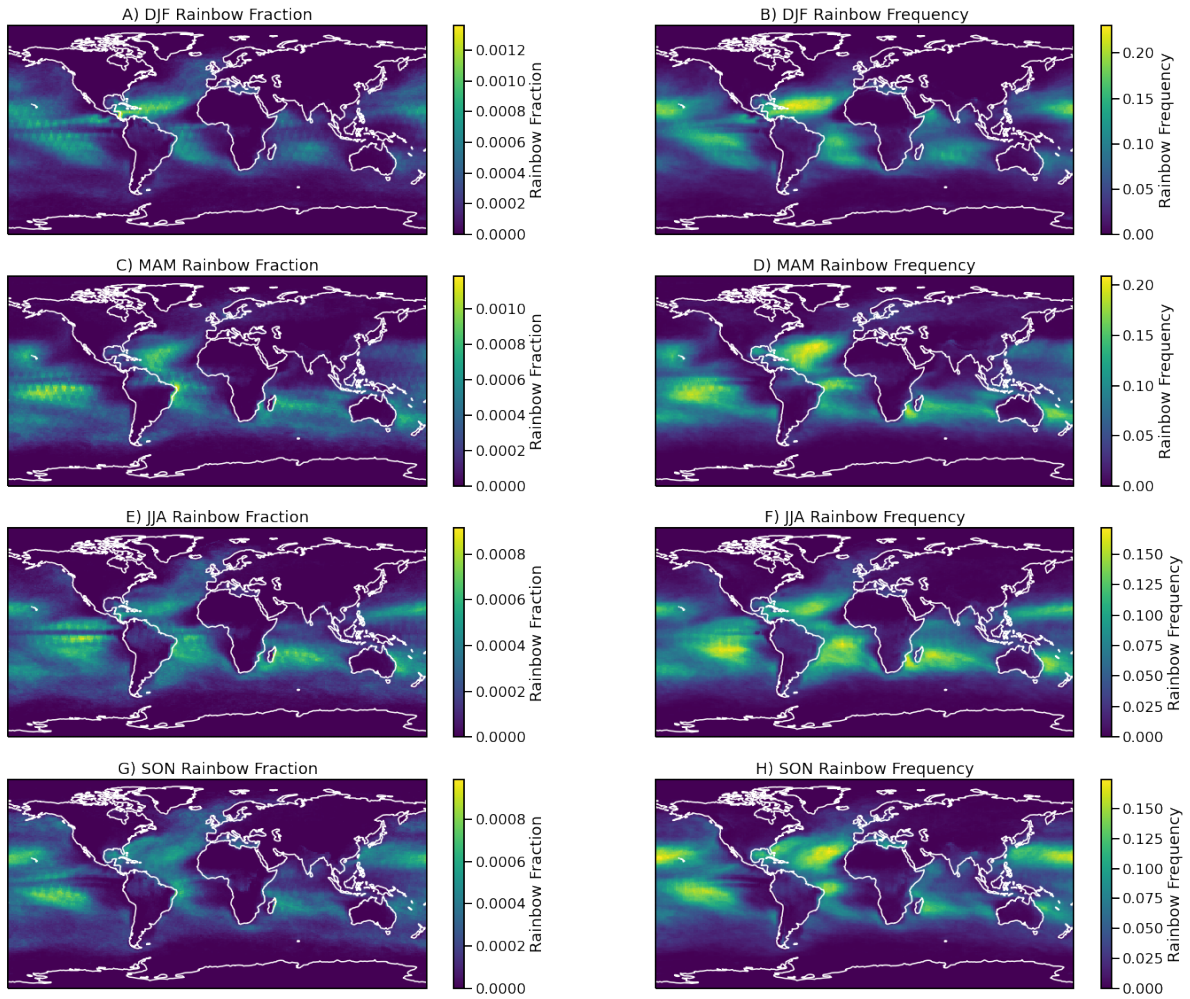 A) DJF Rainbow Fraction
0.0012
0.0010
0.0008
0.0006
0.0004
0.0002
0.0000
Rainbow Fraction
B) DJF Rainbow Frequency
0.20
0.15
0.10
0.05
0.00
Rainbow Frequency
C) MAM Rainbow Fraction
0.0010
0.0008
0.0006
0.0004
0.0002
0.0000
Rainbow Fraction
D) MAM Rainbow Frequency
0.20
0.15
0.10
0.05
0.00
Rainbow Frequency
E) JJA Rainbow Fraction
0.0008
0.0006
0.0004
0.0002
0.0000
Rainbow Fraction
F) JJA Rainbow Frequency
0.150
0.125
0.100
0.075
0.050
0.025
0.000
Rainbow Frequency
G) SON Rainbow Fraction
0.0008
0.0006
0.0004
0.0002
0.0000
Rainbow Fraction
H) SON Rainbow Frequency
0.150
0.125
0.100
0.075
0.050
0.025
0.000
Rainbow Frequency